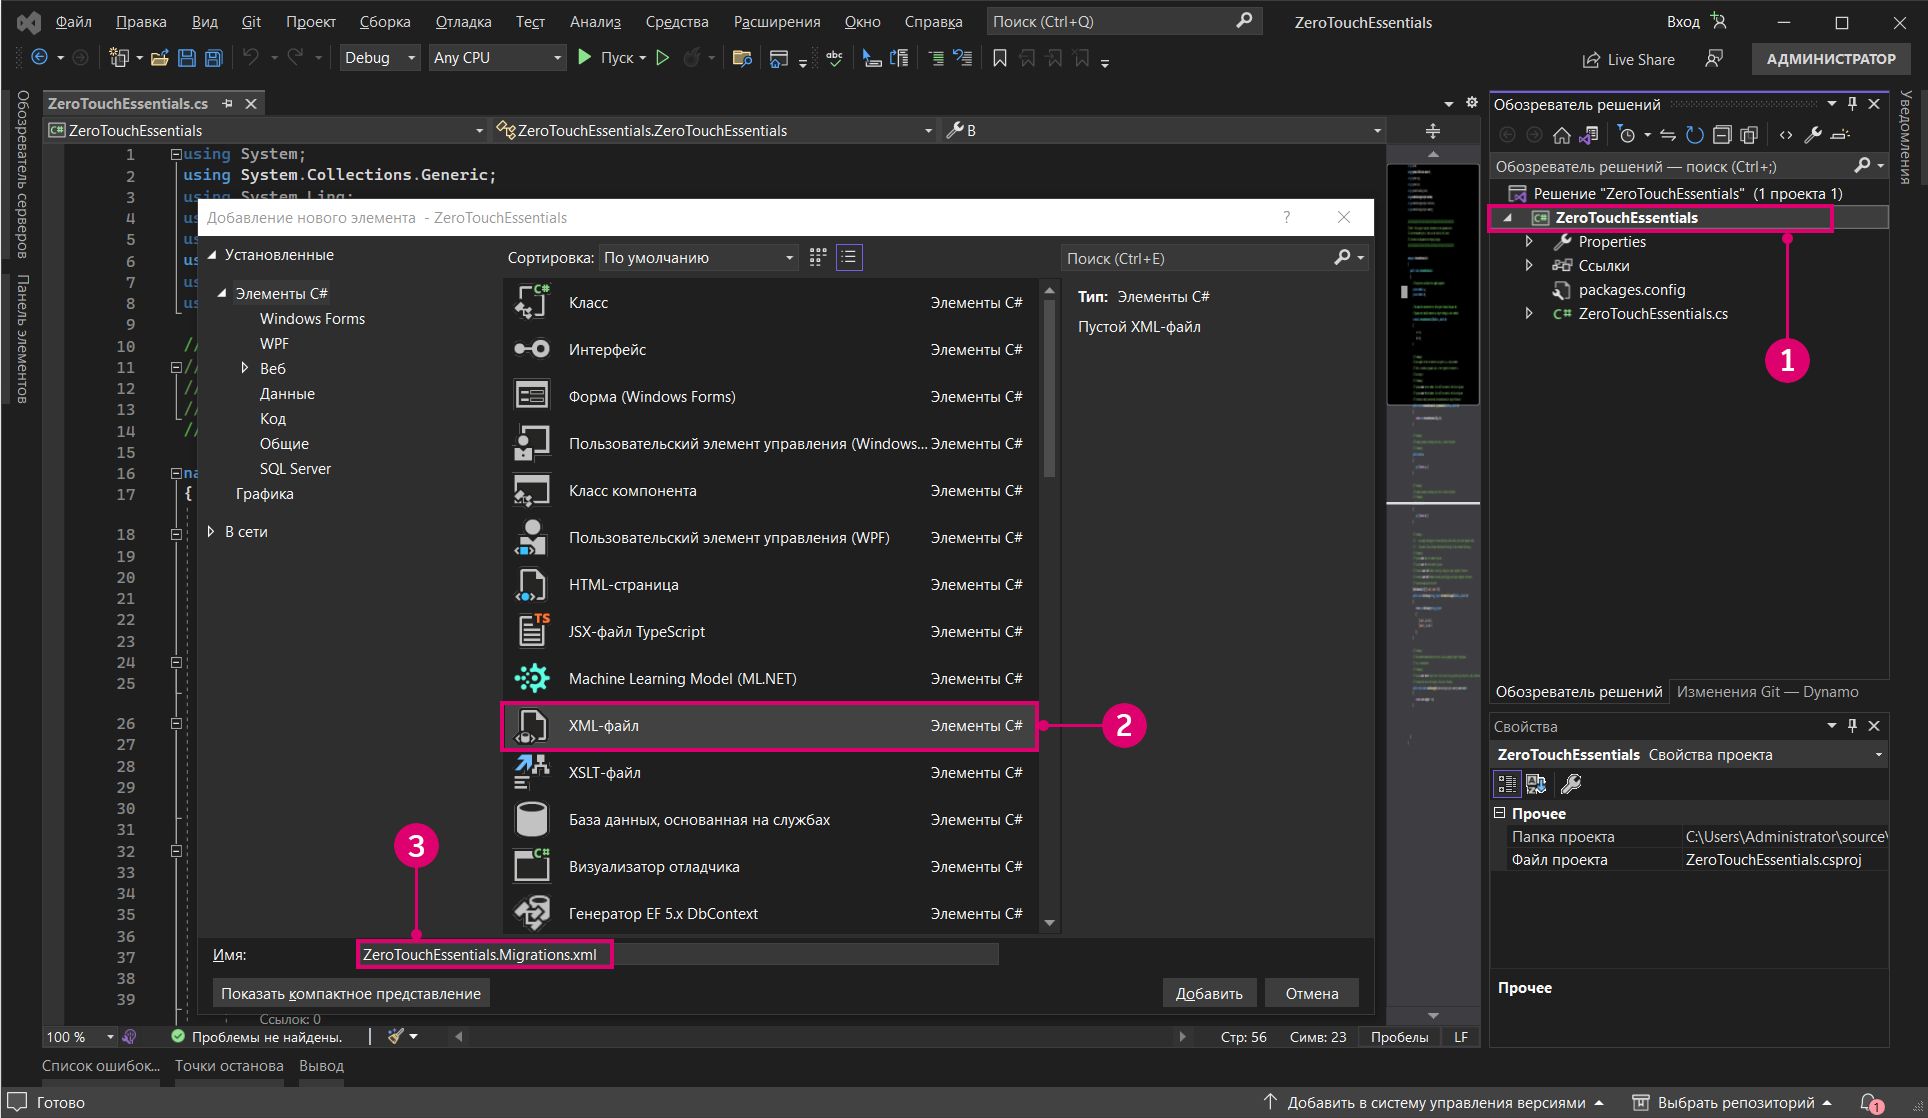 Файл Правка Вид Git Проект Сборка Отладка Тест Анализ Средства Расширения Окно Справка Поиск (Ctrl+Q) ZeroTouchEssentials Вход
Debug Any CPU Пуск Live Share АДМИНИСТРАТОР
Обозреватель серверов
Панель элементов
ZeroTouchEssentials.cs
ZeroTouchEssentials ZeroTouchEssentials.ZeroTouchEssentials B
1 using System;
2 using System.Collections.Generic;
3 using System.Linq;
4 us
5 us
6 us
7 us
8 us
9
10 //
11 //
12 //
13 //
14 //
15
16 na
17 {
18
19
20
21
22
23
24
25
26
27
28
29
30
31
32
33
34
35
36
37
38
39
Ссылок: 0
Добавление нового элемента - ZeroTouchEssentials ?
Установленные
Элементы C#
Windows Forms
WPF
Веб
Данные
Код
Общие
SQL Server
Графика
В сети
Сортировка: По умолчанию
Поиск (Ctrl+E)
Класс Элементы C#
Интерфейс Элементы C#
Форма (Windows Forms) Элементы C#
Пользовательский элемент управления (Windows... Элементы C#
Класс компонента Элементы C#
Пользовательский элемент управления (WPF) Элементы C#
HTML-страница Элементы C#
JSX-файл TypeScript Элементы C#
Machine Learning Model (ML.NET) Элементы C#
XML-файл Элементы C#
XSLT-файл Элементы C#
База данных, основанная на службах Элементы C#
Визуализатор отладчика Элементы C#
Генератор EF 5.x DbContext Элементы C#
Тип: Элементы C#
Пустой XML-файл
2
3
Имя: ZeroTouchEssentials.Migrations.xml
Показать компактное представление Добавить Отмена
100 % Проблемы не найдены. Стр: 56 Симв: 23 Пробелы LF
Список ошибок... Точки останова Вывод
Обозреватель решений
Обозреватель решений — поиск (Ctrl+;)
Решение "ZeroTouchEssentials" (1 проекта 1)
C# ZeroTouchEssentials
Properties
Ссылки
packages.config
C# ZeroTouchEssentials.cs
1
Обозреватель решений Изменения Git — Dynamo
Свойства
ZeroTouchEssentials Свойства проекта
Прочее
Папка проекта C:\Users\Administrator\source\
Файл проекта ZeroTouchEssentials.csproj
Прочее
Уведомления
Готово Добавить в систему управления версиями Выбрать репозиторий 1